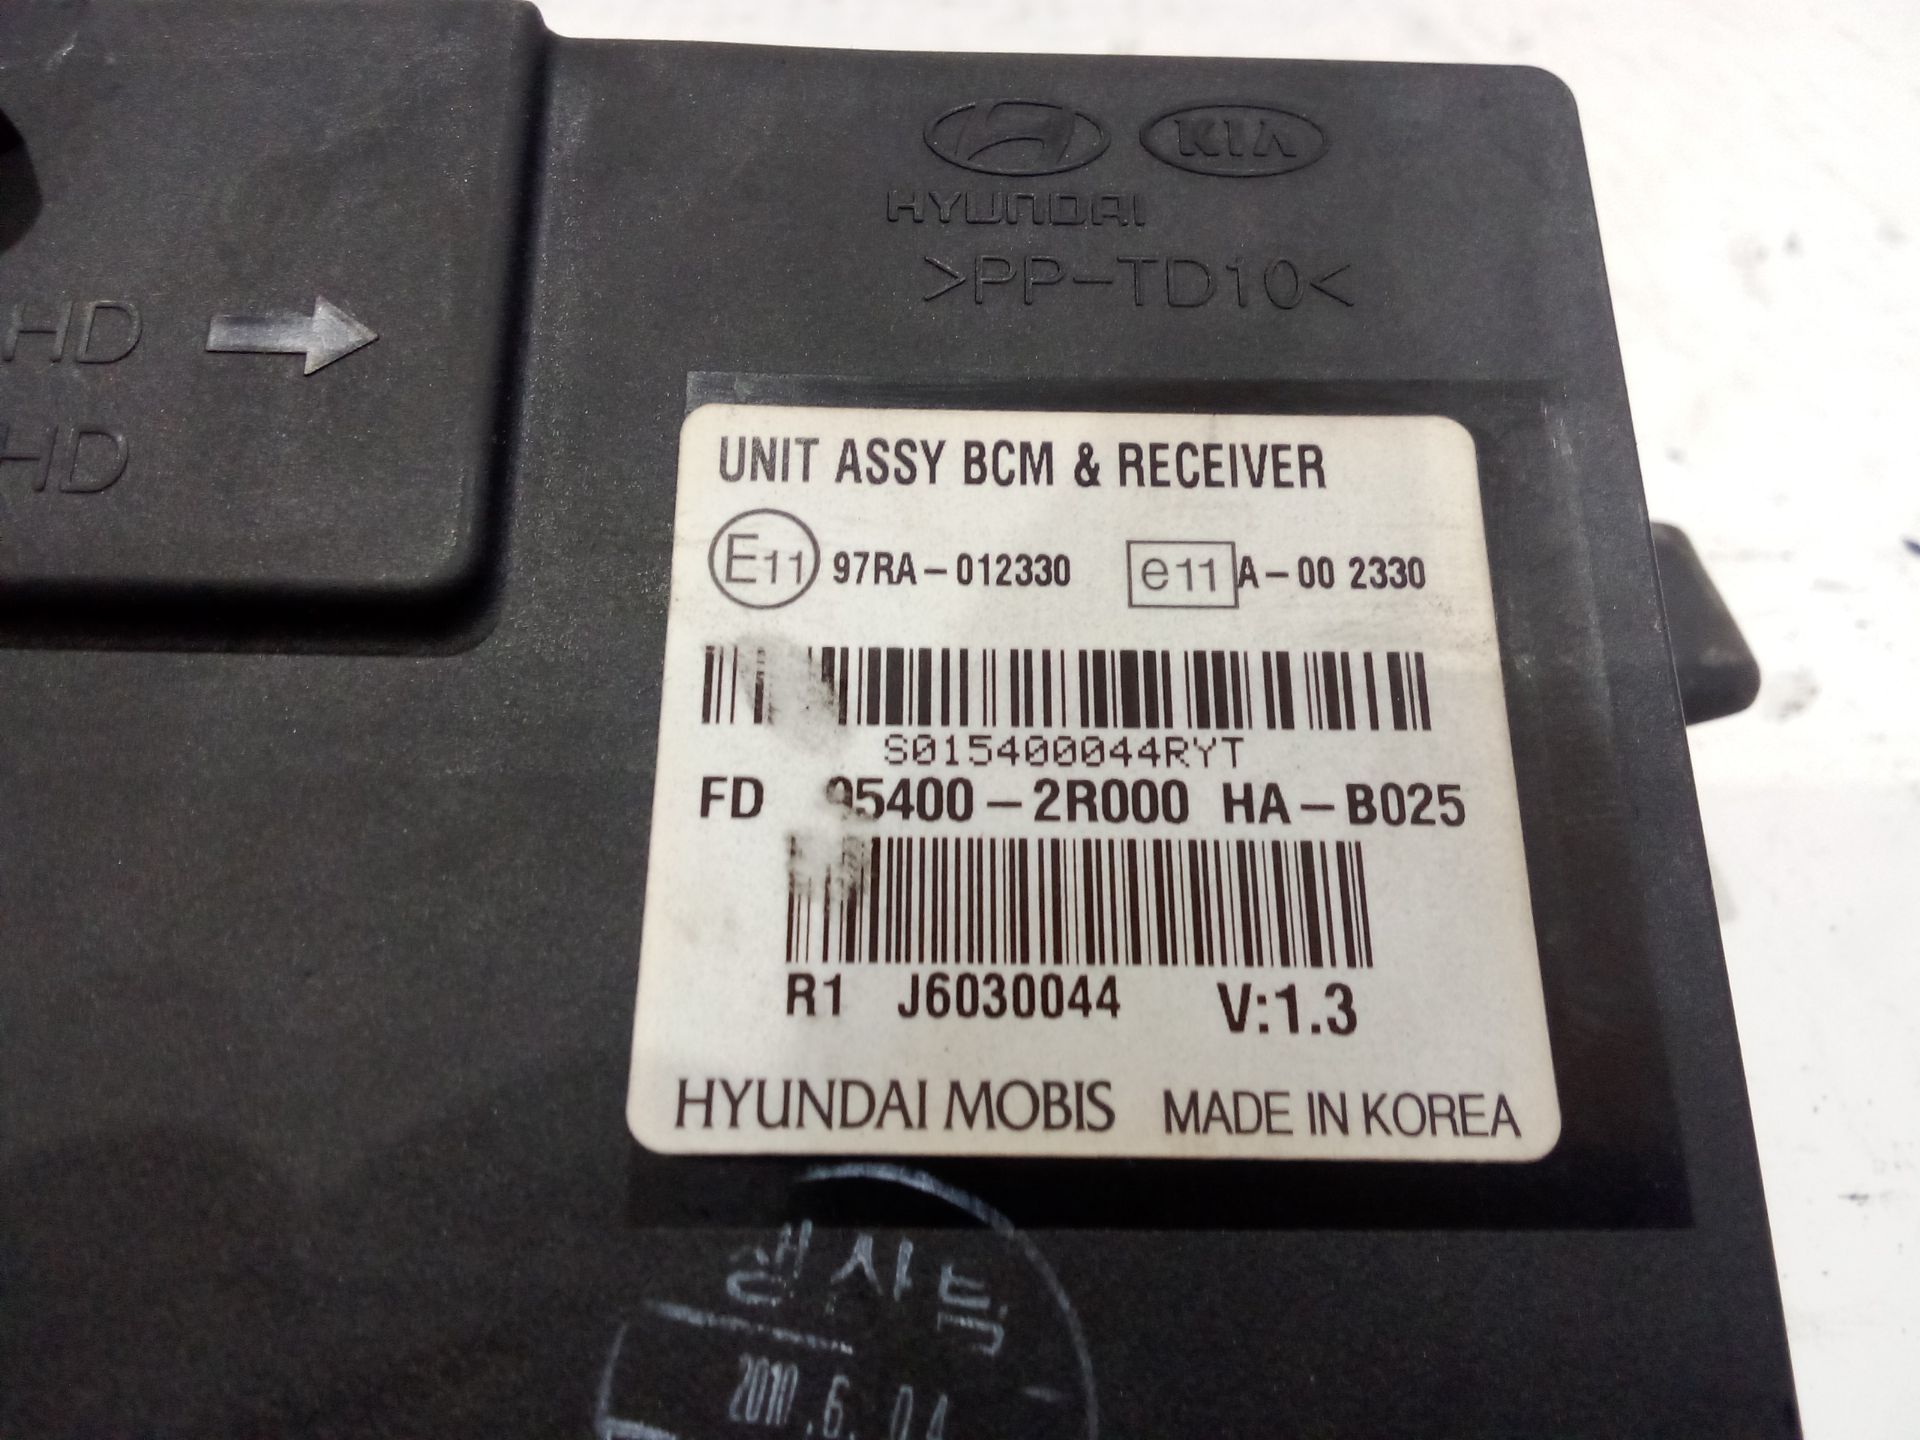 KIA
HYUNDAI
>PP-TD10<
HD
HD
UNIT ASSY BCM & RECEIVER
E11 97RA-012330 e11 A-00 2330
S015400044RYT
FD 95400-2R000 HA-B025
R1 J6030044 V:1.3
HYUNDAI MOBIS MADE IN KOREA
2010.6.04